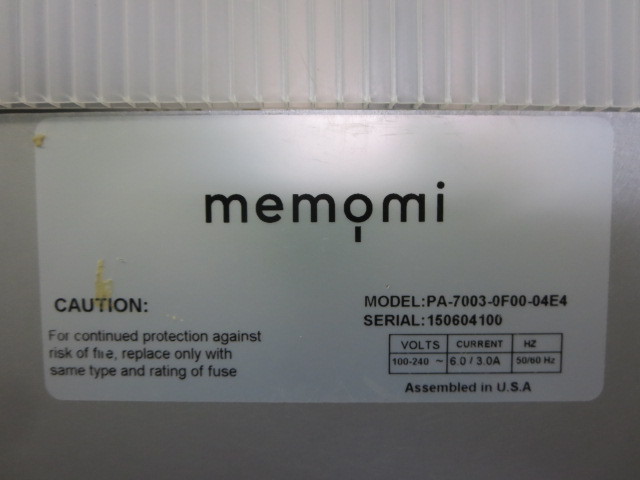 memomi
CAUTION:
For continued protection against
risk of fire, replace only with
same type and rating of fuse
MODEL:PA-7003-0F00-04E4
SERIAL:150604100
VOLTS CURRENT HZ
100-240 ~ 6.0 / 3.0A 50/60 Hz
Assembled in U.S.A